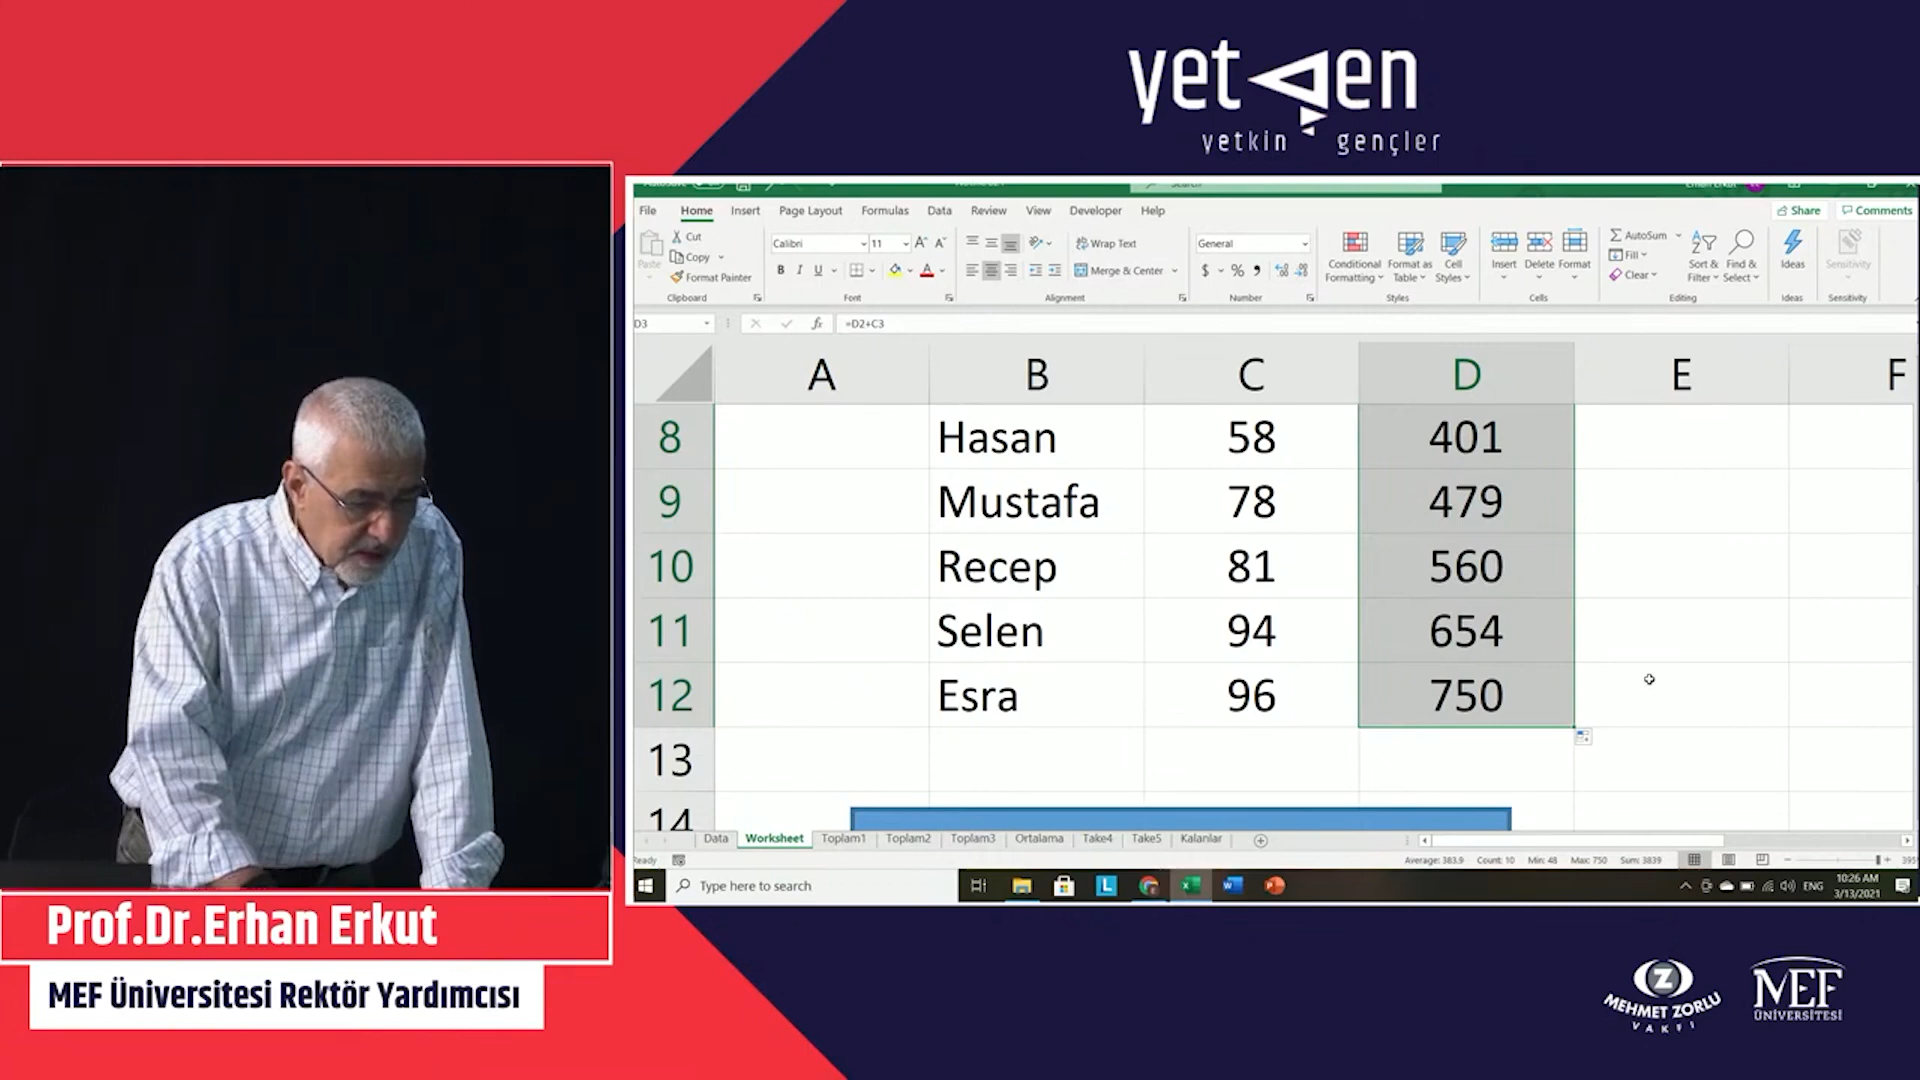 yet en
yetkin gençler
Search
File Home Insert Page Layout Formulas Data Review View Developer Help Share Comments
Paste
Cut
Copy
Format Painter
Clipboard
Calibri 11
B I U
Font
Wrap Text
Merge & Center
Alignment
General
$ % ,
Number
Conditional Formatting
Format as Table
Cell Styles
Styles
Insert Delete Format
Cells
AutoSum
Fill
Clear
Sort & Filter
Find & Select
Editing
Ideas
Ideas
Sensitivity
Sensitivity
D3 fx =D2+C3
A B C D E F
8 Hasan 58 401
9 Mustafa 78 479
10 Recep 81 560
11 Selen 94 654
12 Esra 96 750
13
14
Data Worksheet Toplam1 Toplam2 Toplam3 Ortalama Take4 Take5 Kalanlar
Ready Average: 383.9 Count: 10 Min: 48 Max: 750 Sum: 3839
Type here to search
ENG
10:26 AM
3/13/2021
Prof.Dr.Erhan Erkut
MEF Üniversitesi Rektör Yardımcısı
MEHMET ZORLU
VAKFI
MEF
ÜNİVERSİTESİ